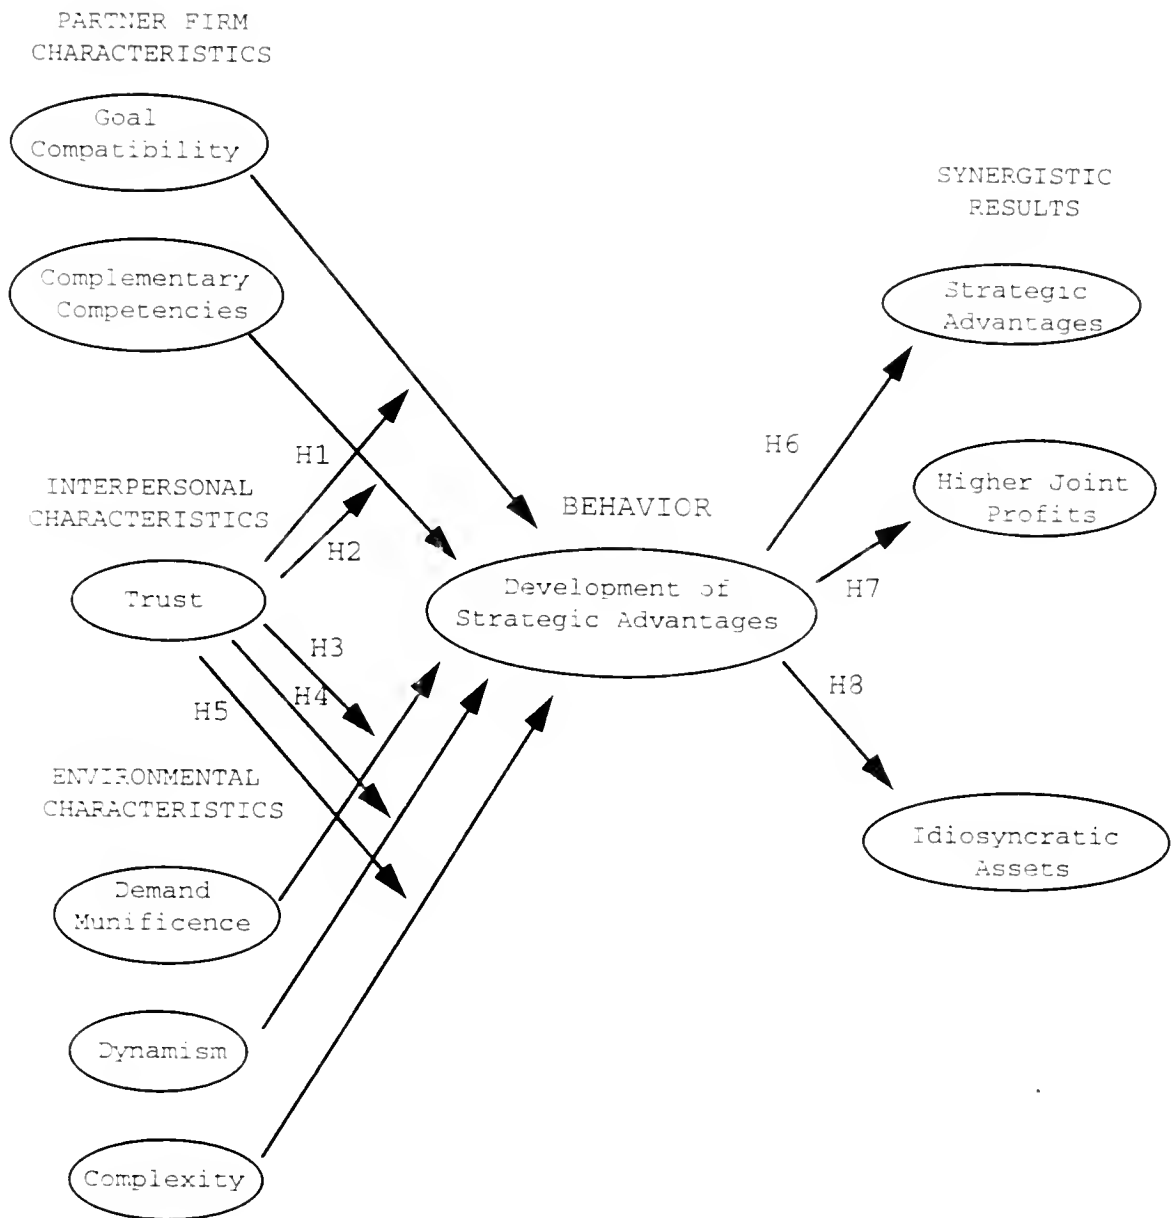 PARTNER FIRM
CHARACTERISTICS
Goal
Compatibility
Complementary
Competencies
H1
H2
INTERPERSONAL
CHARACTERISTICS
Trust
H3
H4
H5
ENVIRONMENTAL
CHARACTERISTICS
Demand
Munificence
Dynamism
Complexity
BEHAVIOR
Development of
Strategic Advantages
SYNERGISTIC
RESULTS
Strategic
Advantages
H6
Higher Joint
Profits
H7
H8
Idiosyncratic
Assets